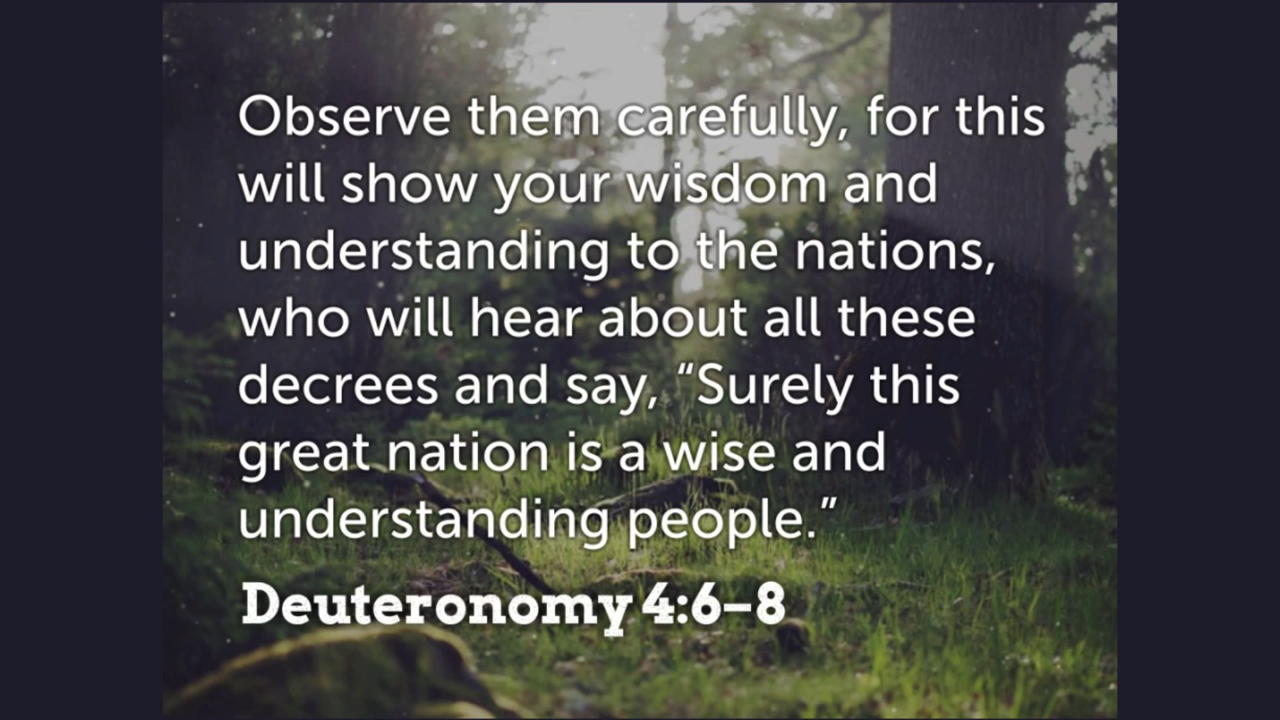 Observe them carefully, for this
will show your wisdom and
understanding to the nations,
who will hear about all these
decrees and say, “Surely this
great nation is a wise and
understanding people.”
Deuteronomy 4:6–8